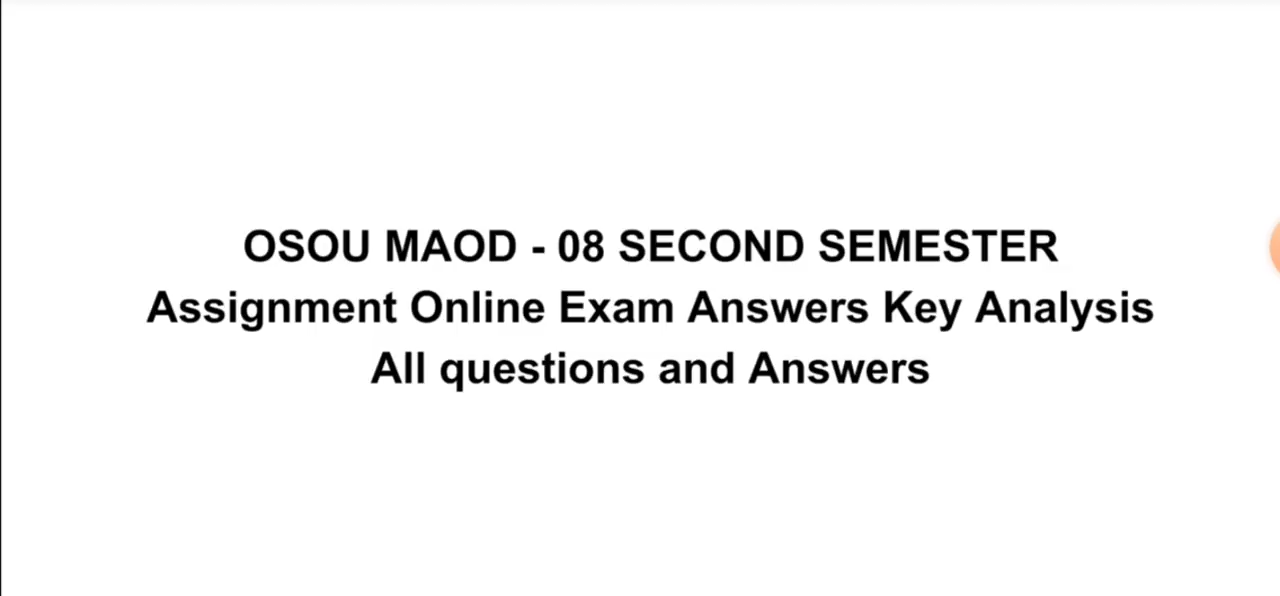 OSOU MAOD - 08 SECOND SEMESTER
Assignment Online Exam Answers Key Analysis
All questions and Answers